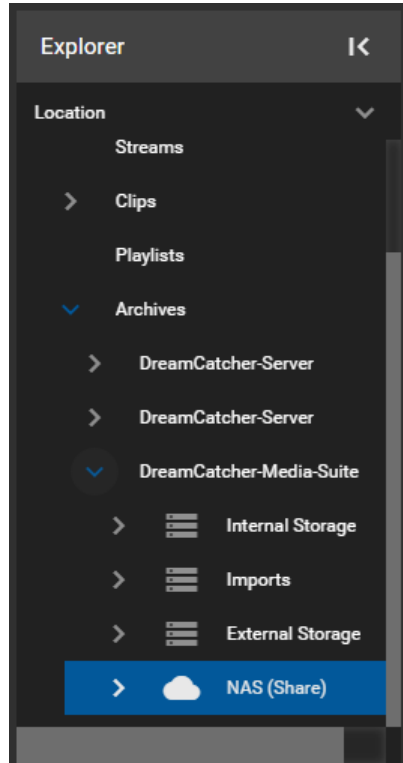 Explorer
Location
Streams
Clips
Playlists
Archives
DreamCatcher-Server
DreamCatcher-Server
DreamCatcher-Media-Suite
Internal Storage
Imports
External Storage
NAS (Share)